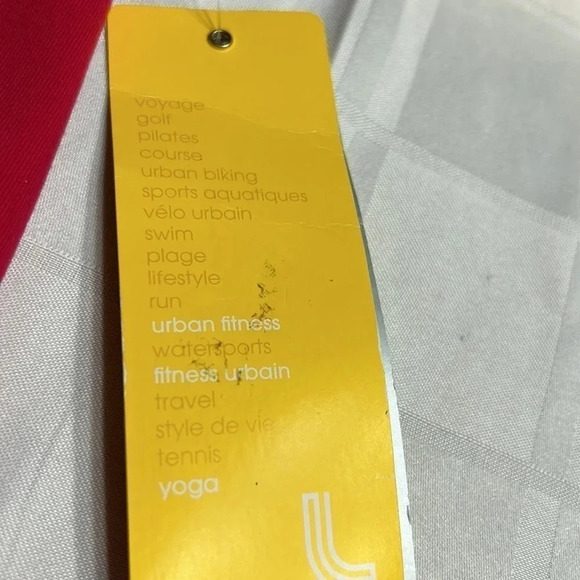 voyage
golf
pilates
course
urban biking
sports aquatiques
vélo urbain
swim
plage
lifestyle
run
urban fitness
watersports
fitness urbain
travel
style de vie
tennis
yoga